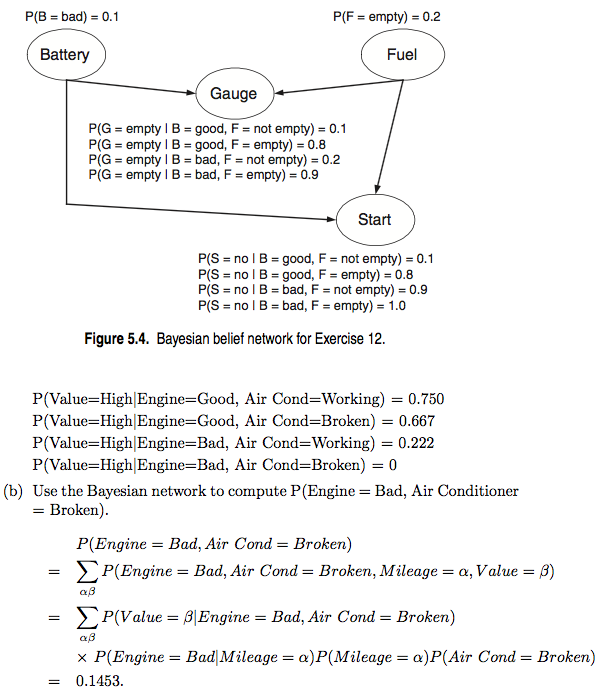 P(B = bad) = 0.1
P(F = empty) = 0.2
Battery
Fuel
Gauge
P(G = empty | B = good, F = not empty) = 0.1
P(G = empty | B = good, F = empty) = 0.8
P(G = empty | B = bad, F = not empty) = 0.2
P(G = empty | B = bad, F = empty) = 0.9
Start
P(S = no | B = good, F = not empty) = 0.1
P(S = no | B = good, F = empty) = 0.8
P(S = no | B = bad, F = not empty) = 0.9
P(S = no | B = bad, F = empty) = 1.0
Figure 5.4. Bayesian belief network for Exercise 12.
P(Value=High|Engine=Good, Air Cond=Working) = 0.750
P(Value=High|Engine=Good, Air Cond=Broken) = 0.667
P(Value=High|Engine=Bad, Air Cond=Working) = 0.222
P(Value=High|Engine=Bad, Air Cond=Broken) = 0
(b) Use the Bayesian network to compute P(Engine = Bad, Air Conditioner
= Broken).
P(Engine = Bad, Air Cond = Broken)
= ∑ P(Engine = Bad, Air Cond = Broken, Mileage = α, Value = β)
αβ
= ∑ P(Value = β|Engine = Bad, Air Cond = Broken)
αβ
× P(Engine = Bad|Mileage = α)P(Mileage = α)P(Air Cond = Broken)
= 0.1453.